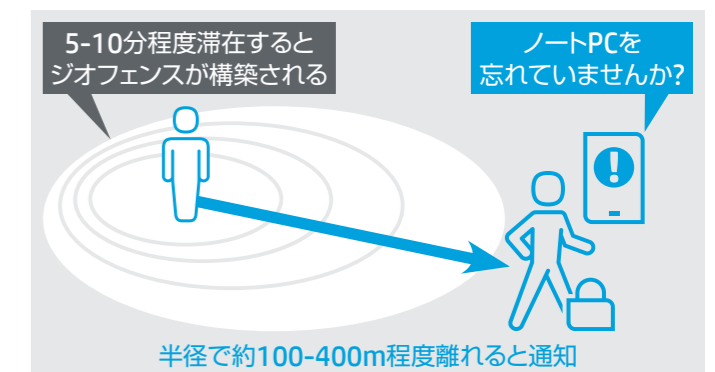 5-10分程度滞在すると
ジオフェンスが構築される
ノートPCを
忘れていませんか?
半径で約100-400m程度離れると通知